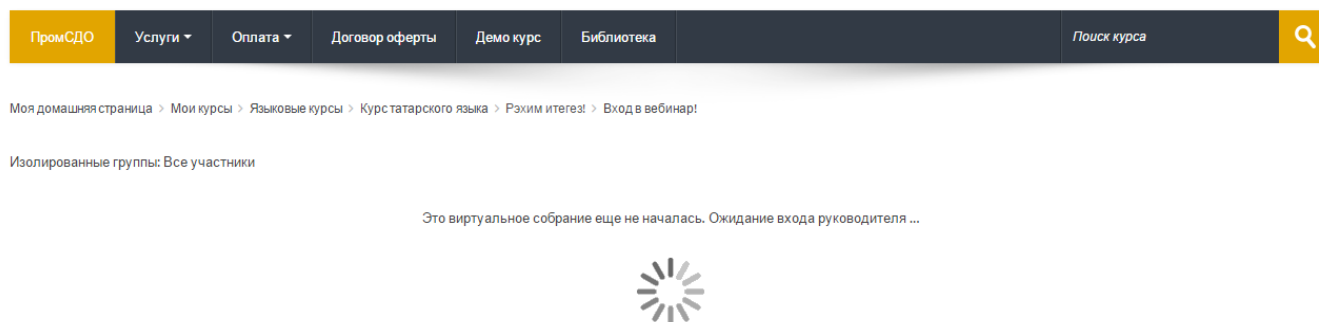 ПромСДО Услуги Оплата Договор оферты Демо курс Библиотека Поиск курса
Моя домашняя страница > Мои курсы > Языковые курсы > Курс татарского языка > Рэхим итегез! > Вход в вебинар!
Изолированные группы: Все участники
Это виртуальное собрание еще не началась. Ожидание входа руководителя ...